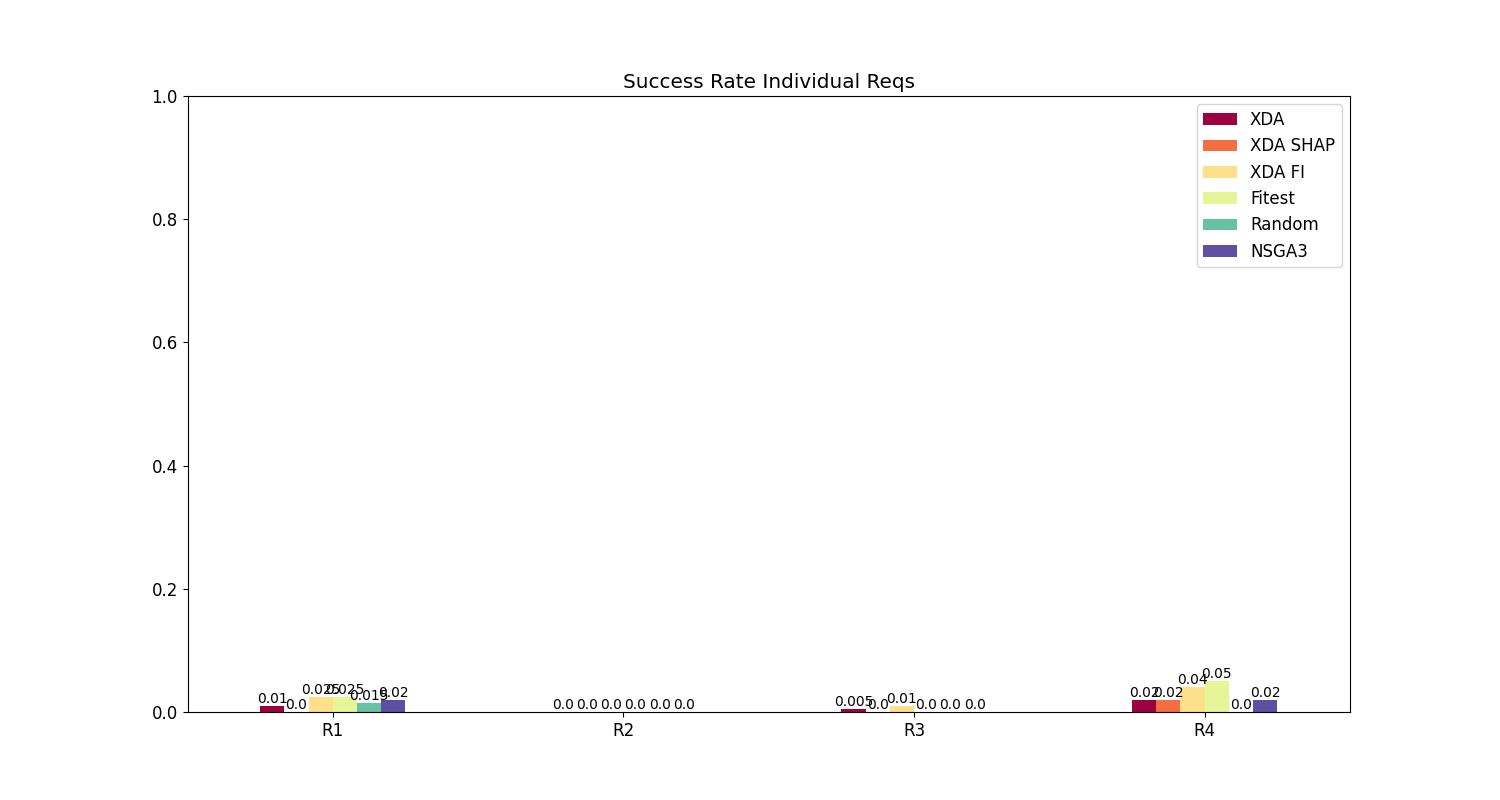 Success Rate Individual Reqs
1.0
0.8
0.6
0.4
0.2
0.0
XDA
XDA SHAP
XDA FI
Fitest
Random
NSGA3
0.01 0.0 0.025 0.025 0.015 0.02
0.0 0.0 0.0 0.0 0.0 0.0
0.005 0.0 0.01 0.0 0.0 0.0
0.02 0.02 0.04 0.05 0.0 0.02
R1 R2 R3 R4